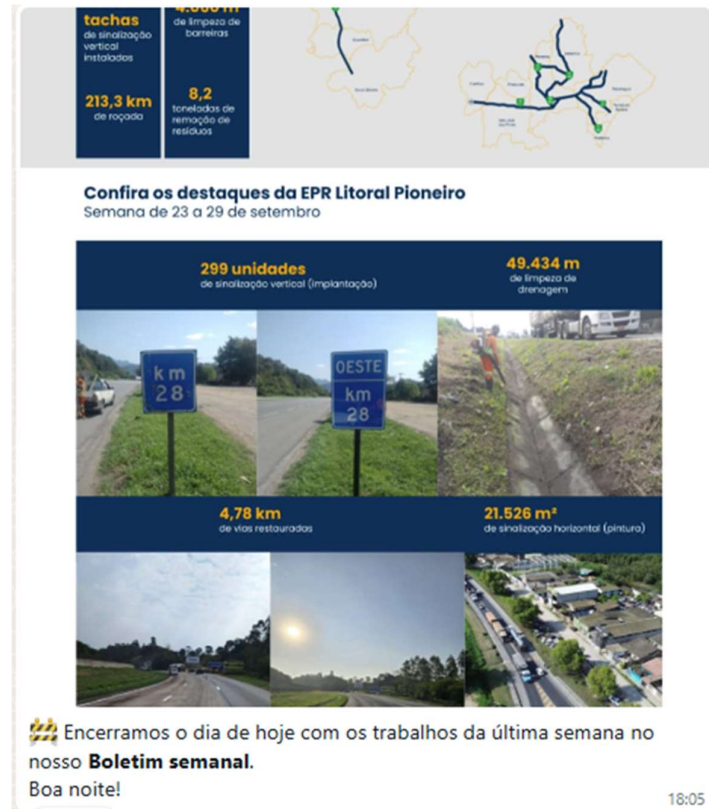 tachas
de sinalização
vertical
instalados
de limpeza de
barreiras
213,3 km
de roçada
8,2
toneladas de
remoção de
resíduos
Confira os destaques da EPR Litoral Pioneiro
Semana de 23 a 29 de setembro
299 unidades
de sinalização vertical (implantação)
49.434 m
de limpeza de
drenagem
km
28
OESTE
km
28
4,78 km
de vias restauradas
21.526 m²
de sinalização horizontal (pintura)
Encerramos o dia de hoje com os trabalhos da última semana no
nosso Boletim semanal.
Boa noite!
18:05